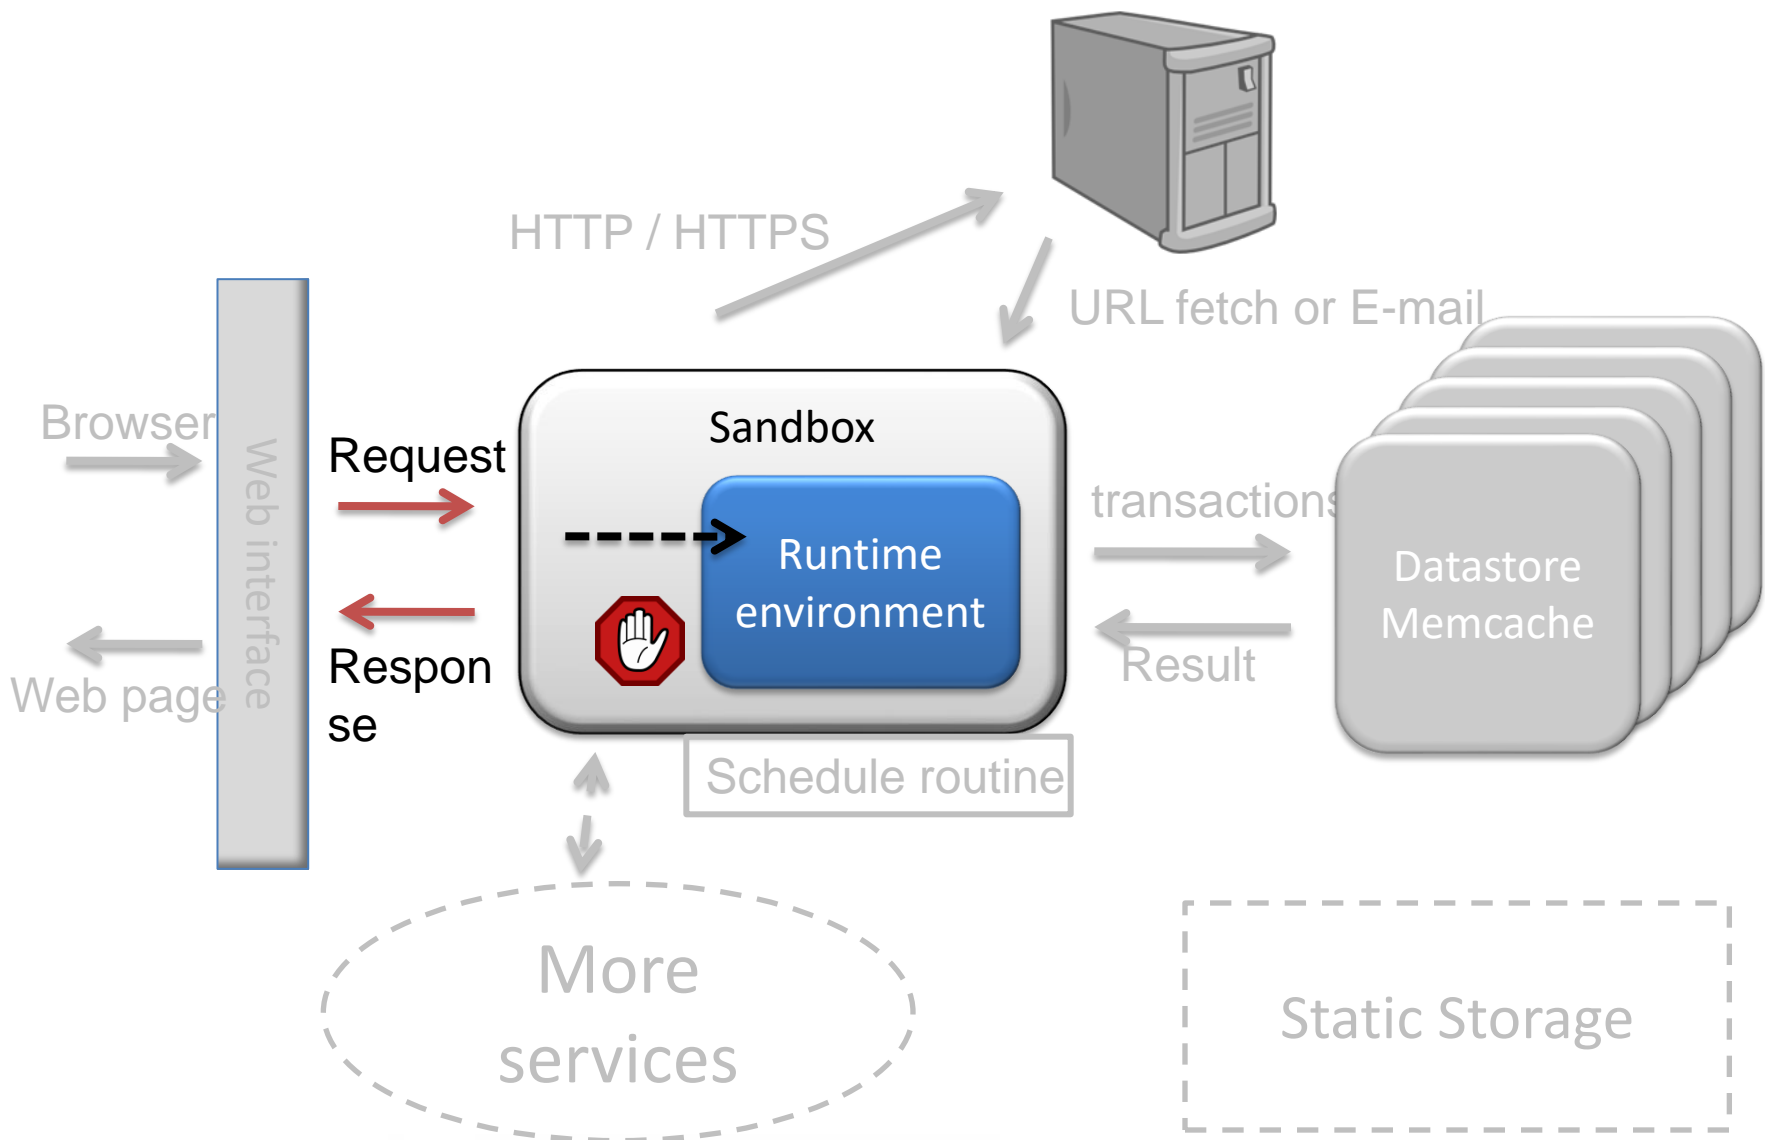 HTTP / HTTPS
URL fetch or E-mail
Browser
Web interface
Request
Sandbox
transactions
Runtime
environment
Datastore
Memcache
Respon
se
Result
Web page
Schedule routine
More
services
Static Storage